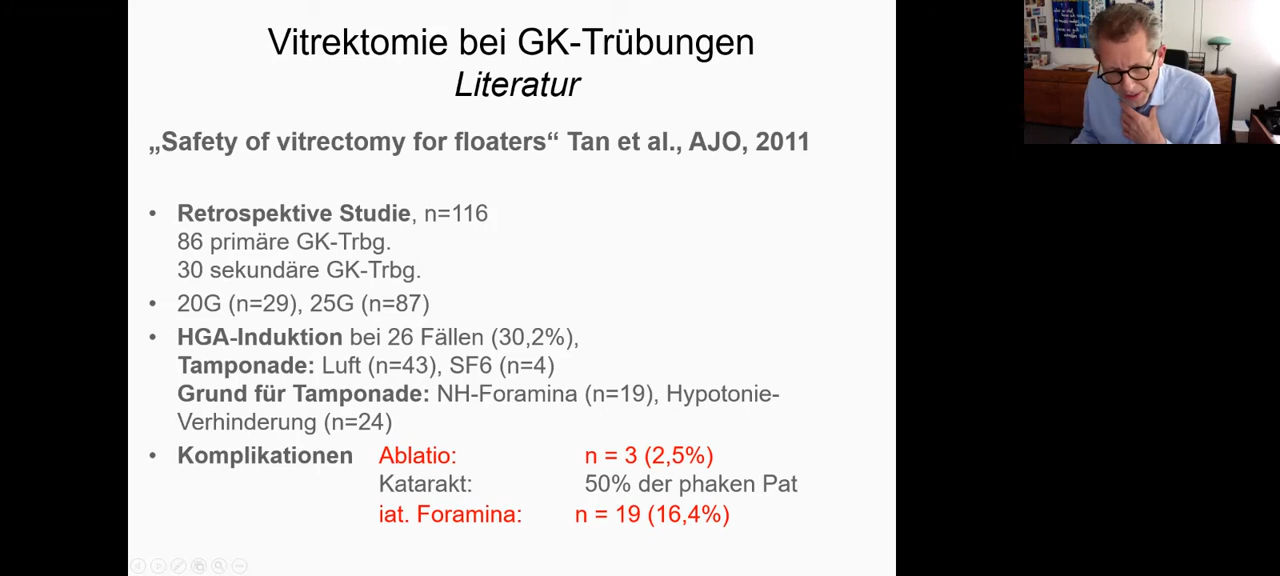 Vitrektomie bei GK-Trübungen
Literatur
„Safety of vitrectomy for floaters“ Tan et al., AJO, 2011
• Retrospektive Studie, n=116
86 primäre GK-Trbg.
30 sekundäre GK-Trbg.
• 20G (n=29), 25G (n=87)
• HGA-Induktion bei 26 Fällen (30,2%),
Tamponade: Luft (n=43), SF6 (n=4)
Grund für Tamponade: NH-Foramina (n=19), Hypotonie-
Verhinderung (n=24)
• Komplikationen Ablatio: n = 3 (2,5%)
Katarakt: 50% der phaken Pat
iat. Foramina: n = 19 (16,4%)